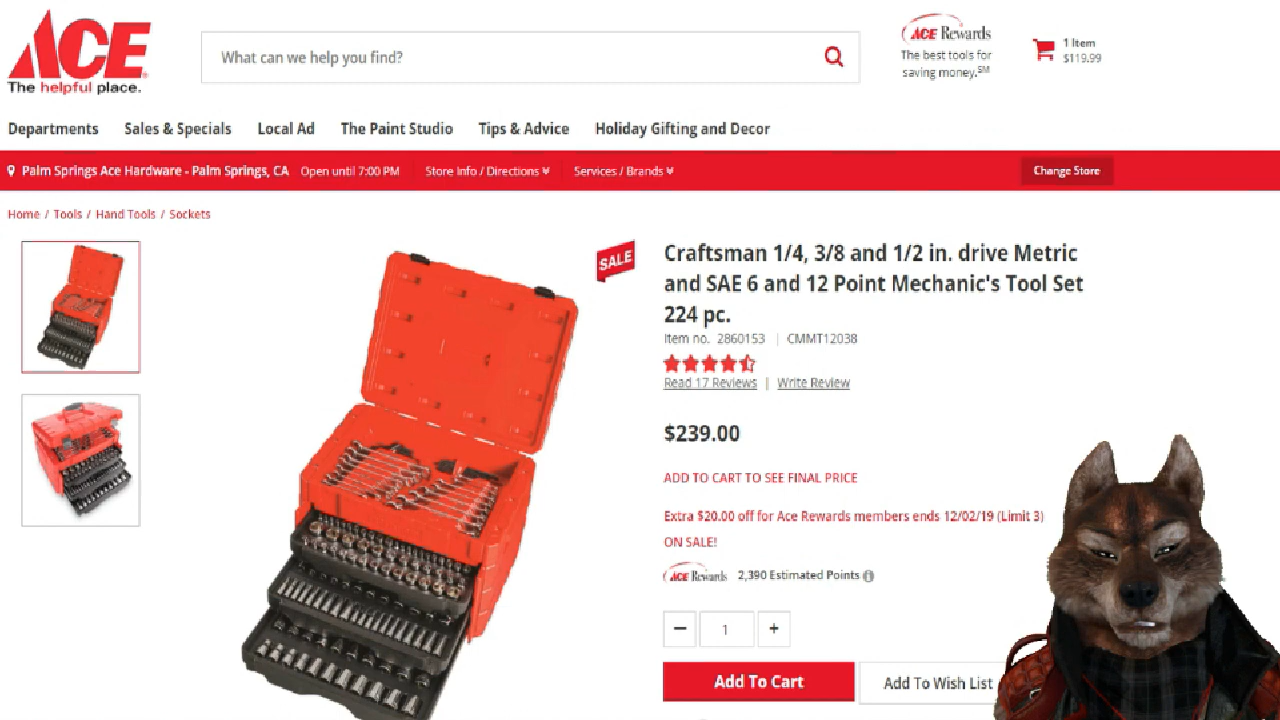 ACE
The helpful place.
What can we help you find?
ACE Rewards
The best tools for
saving money.SM
1 Item
$119.99
Departments Sales & Specials Local Ad The Paint Studio Tips & Advice Holiday Gifting and Decor
Palm Springs Ace Hardware - Palm Springs, CA Open until 7:00 PM Store Info / Directions Services / Brands Change Store
Home / Tools / Hand Tools / Sockets
SALE
Craftsman 1/4, 3/8 and 1/2 in. drive Metric
and SAE 6 and 12 Point Mechanic's Tool Set
224 pc.
Item no. 2860153 | CMMT12038
Read 17 Reviews | Write Review
$239.00
ADD TO CART TO SEE FINAL PRICE
Extra $20.00 off for Ace Rewards members ends 12/02/19 (Limit 3)
ON SALE!
ACE Rewards 2,390 Estimated Points
− 1 +
Add To Cart Add To Wish List